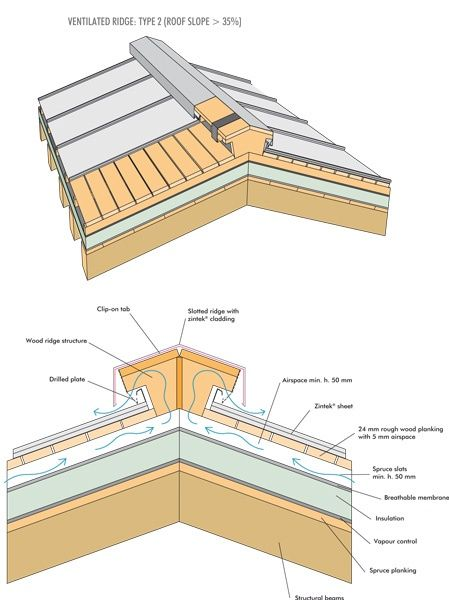 VENTILATED RIDGE: TYPE 2 (ROOF SLOPE > 35%)
Clip-on tab
Slotted ridge with
zintek® cladding
Wood ridge structure
Drilled plate
Airspace min. h. 50 mm
Zintek® sheet
24 mm rough wood planking
with 5 mm airspace
Spruce slats
min. h. 50 mm
Breathable membrane
Insulation
Vapour control
Spruce planking
Structural beams